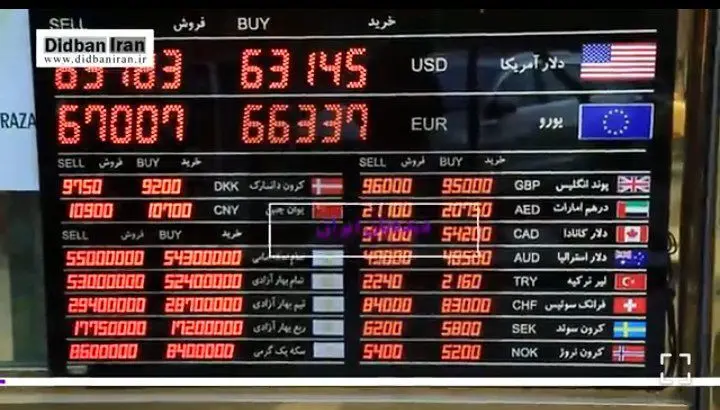 SELL فروش BUY خرید
Didban Iran
www.didbaniran.ir
63145 USD دلار آمریکا
67007 66337 EUR یورو
RAZA
SELL فروش BUY خرید SELL فروش BUY خرید
9750 9200 DKK کرون دانمارک
96000 95000 GBP پوند انگلیس
10900 10700 CNY یوان چین
AED درهم امارات
SELL فروش BUY خرید
CAD دلار کانادا
55000000 54300000
AUD دلار استرالیا
53000000 52400000 تمام بهار آزادی
2240 2160 TRY لیر ترکیه
29400000 28700000 نیم بهار آزادی
84000 83000 CHF فرانک سوئیس
17750000 17200000 ربع بهار آزادی
6200 5800 SEK کرون سوئد
8600000 8400000 سکه یک گرمی
5400 5200 NOK کرون نروژ